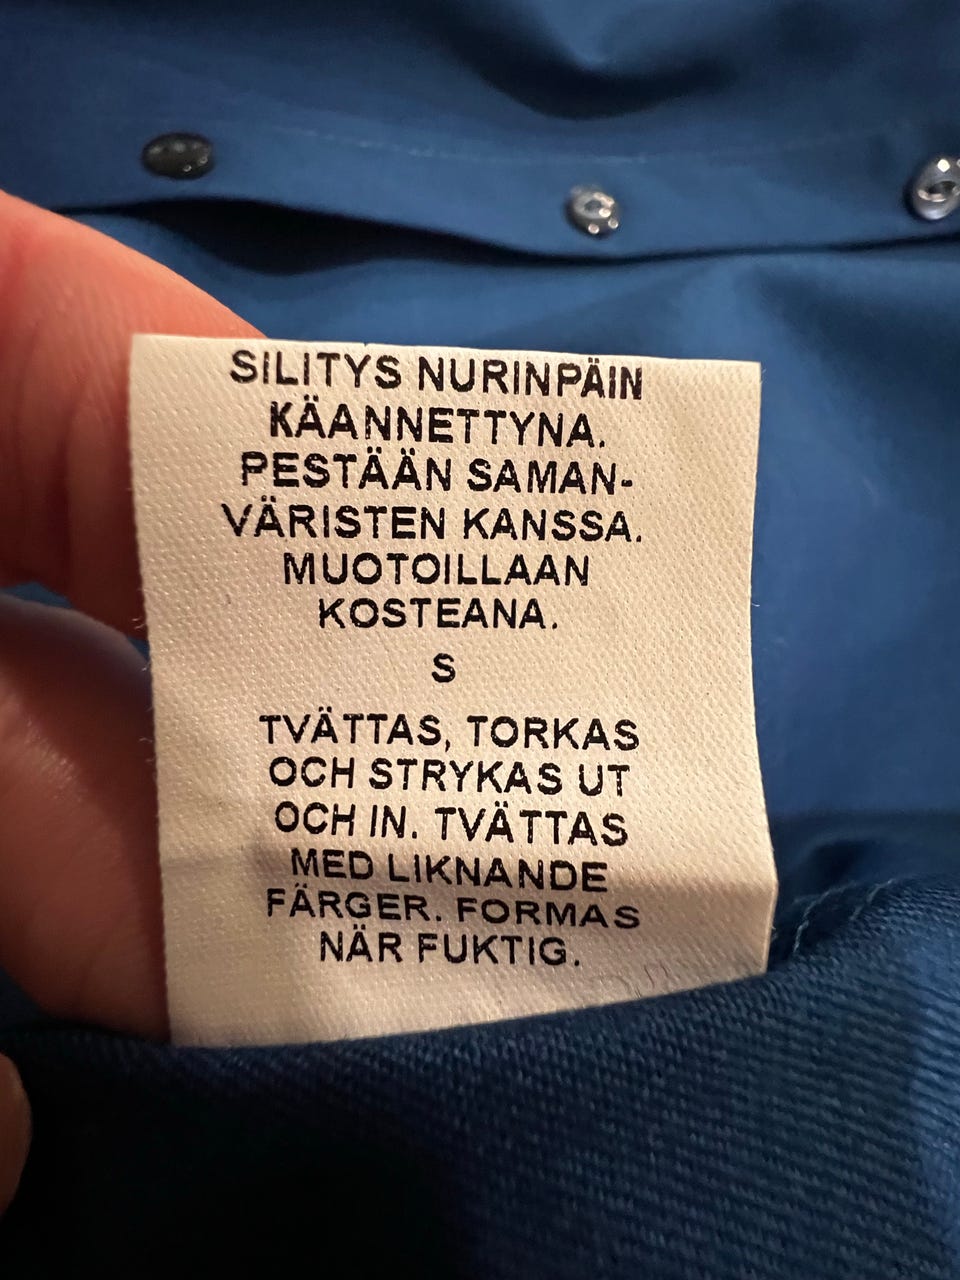 SILITYS NURINPÄIN
KÄANNETTYNA.
PESTÄÄN SAMAN-
VÄRISTEN KANSSA.
MUOTOILLAAN
KOSTEANA.
S
TVÄTTAS, TORKAS
OCH STRYKAS UT
OCH IN. TVÄTTAS
MED LIKNANDE
FÄRGER. FORMAS
NÄR FUKTIG.